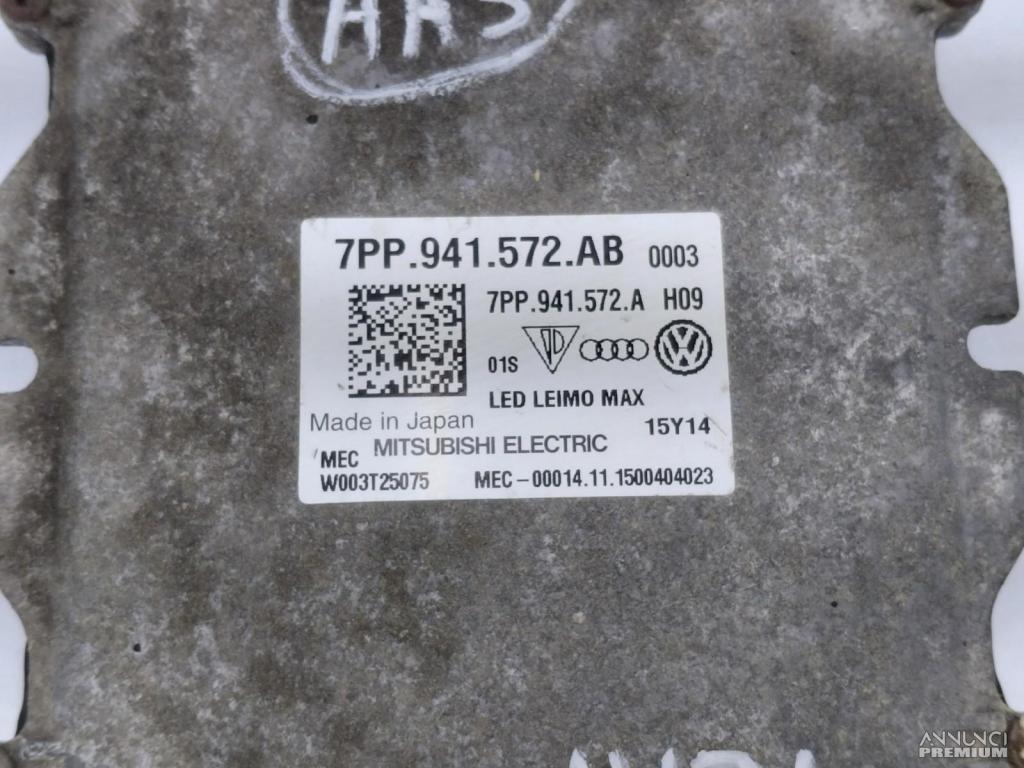 7PP.941.572.AB 0003
7PP.941.572.A H09
01S
LED LEIMO MAX
Made in Japan 15Y14
MEC MITSUBISHI ELECTRIC
W003T25075 MEC-00014.11.1500404023
ANNUNCI
PREMIUM